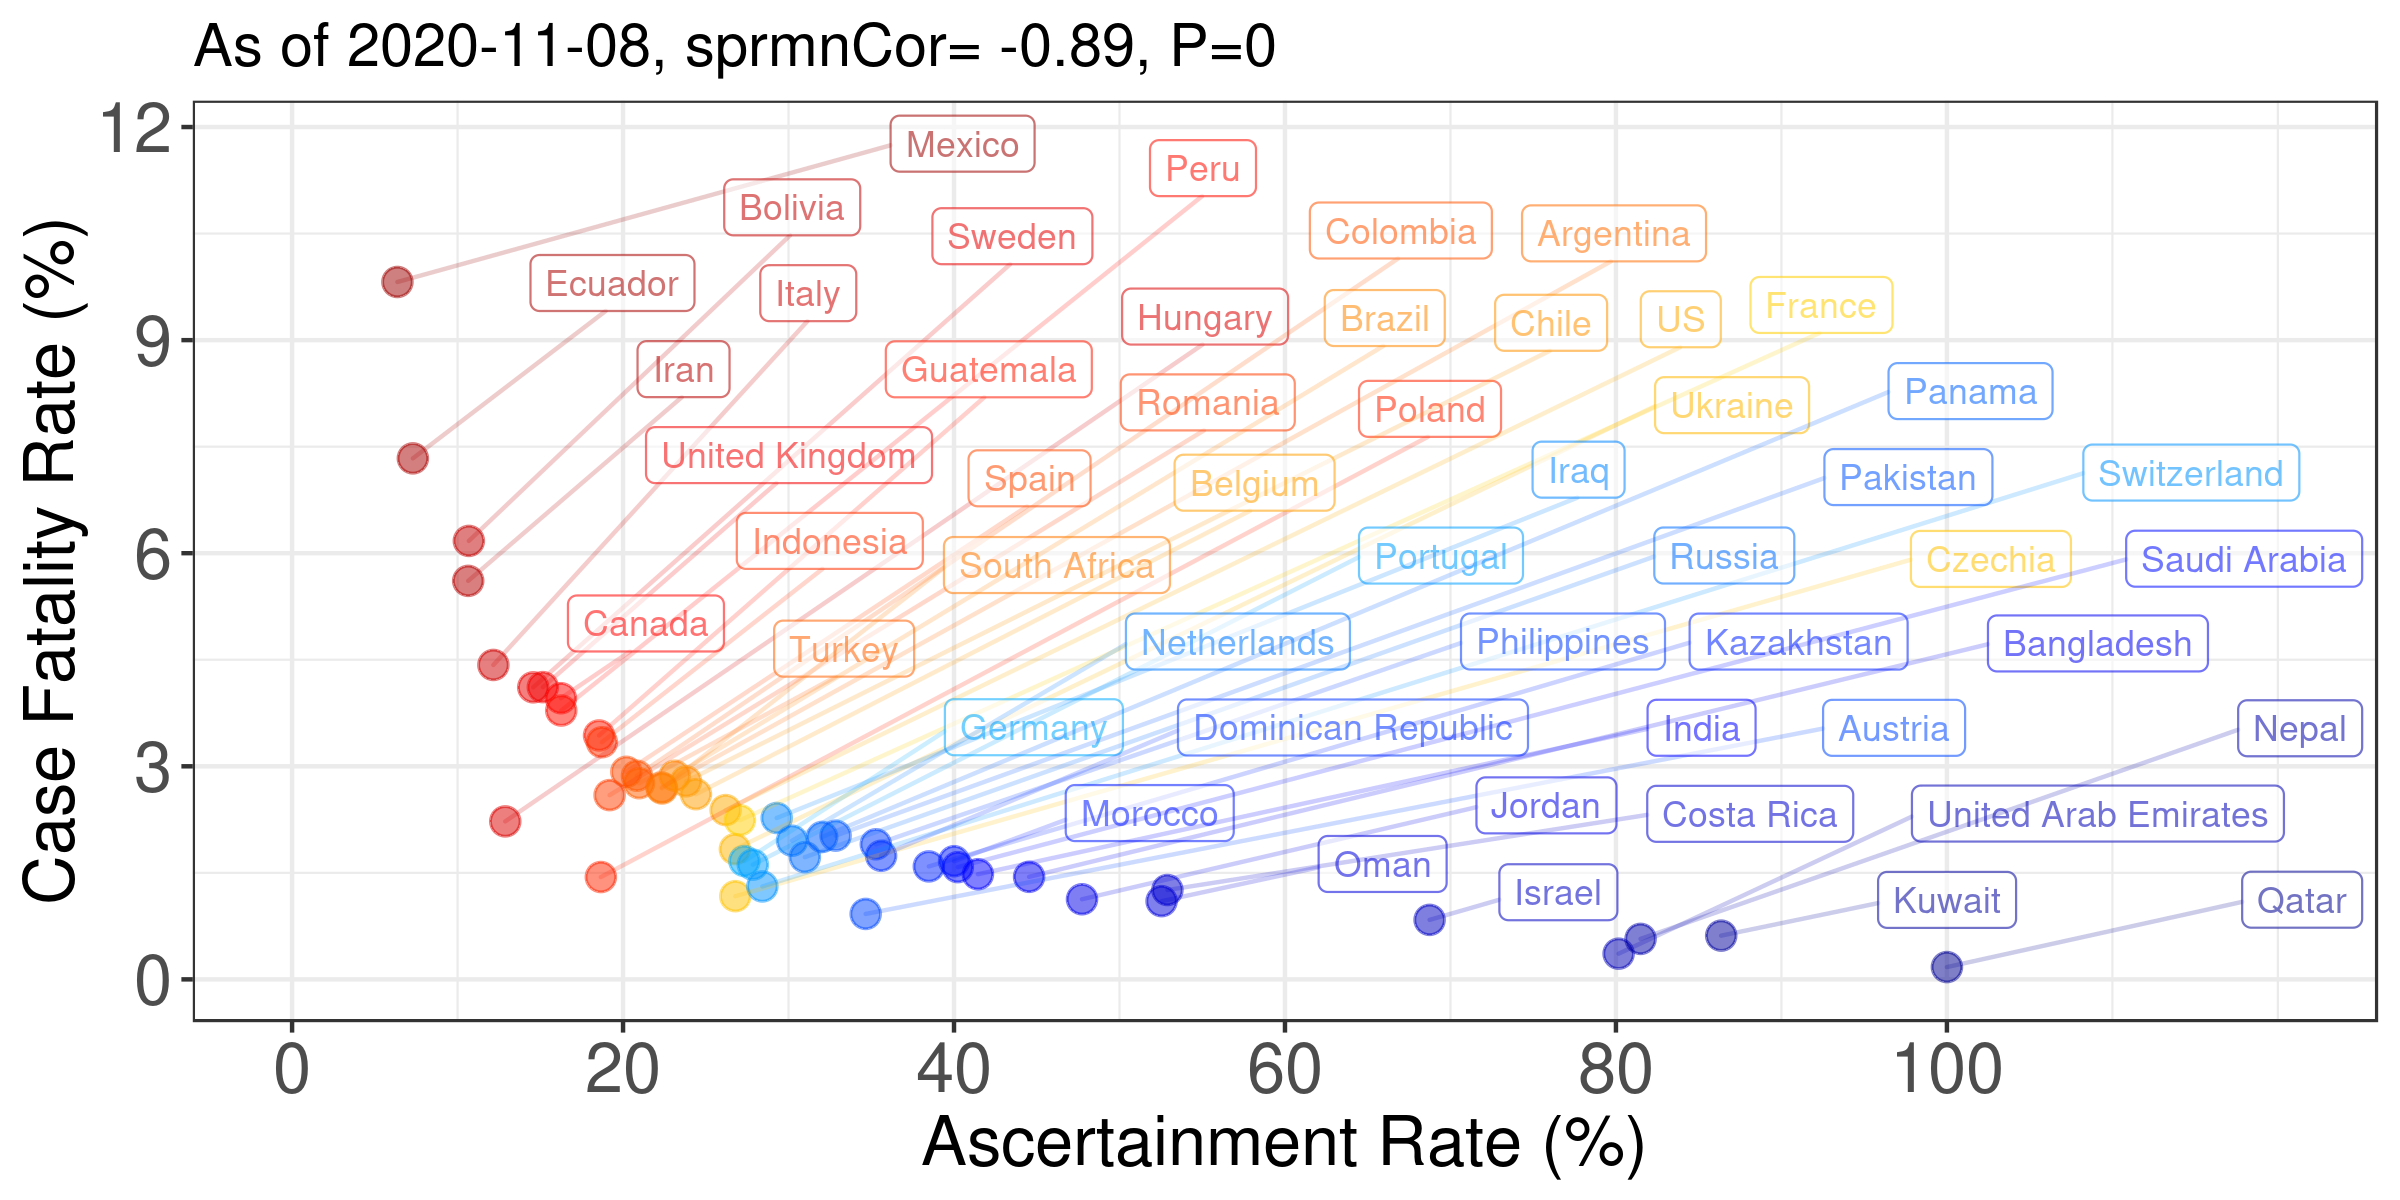 As of 2020-11-08, sprmnCor= -0.89, P=0
12
9
6
3
0
Case Fatality Rate (%)
Mexico
Peru
Bolivia
Sweden
Colombia
Argentina
Ecuador
Italy
Hungary
Brazil
Chile
US
France
Iran
Guatemala
Romania
Poland
Ukraine
Panama
United Kingdom
Spain
Belgium
Iraq
Pakistan
Switzerland
Indonesia
South Africa
Portugal
Russia
Czechia
Saudi Arabia
Canada
Turkey
Netherlands
Philippines
Kazakhstan
Bangladesh
Germany
Dominican Republic
India
Austria
Nepal
Morocco
Jordan
Costa Rica
United Arab Emirates
Oman
Israel
Kuwait
Qatar
0
20
40
60
80
100
Ascertainment Rate (%)